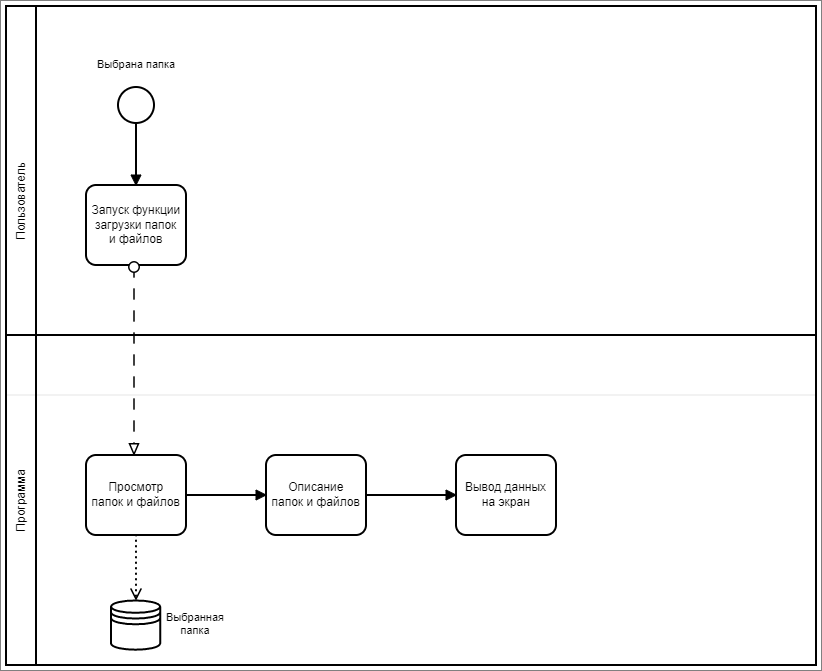 Пользователь
Выбрана папка
Запуск функции
загрузки папок
и файлов
Программа
Просмотр
папок и файлов
Описание
папок и файлов
Вывод данных
на экран
Выбранная
папка